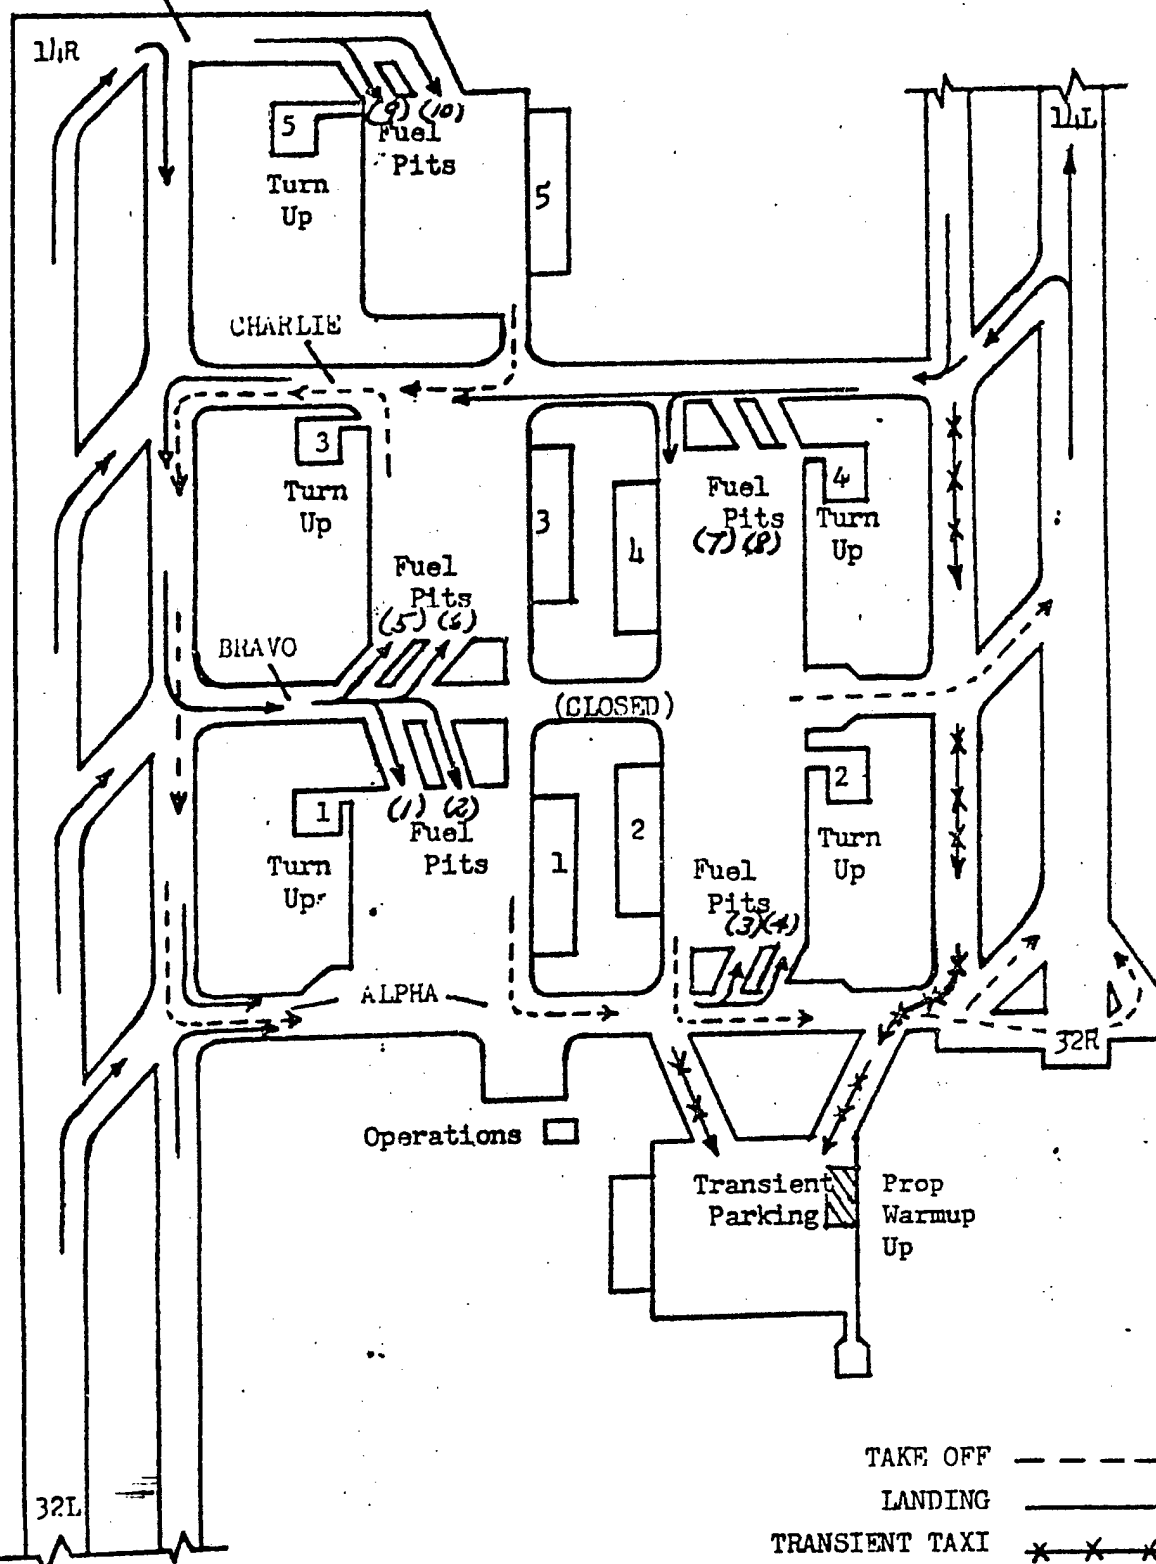 14R
14L
(9) (10)
5
Fuel
Pits
Turn
Up
5
CHARLIE
3
Turn
Up
3
4
Fuel
Pits
(7) (8)
4
Turn
Up
Fuel
Pits
(5) (6)
BRAVO
(CLOSED)
1
(1) (2)
Fuel
Pits
Turn
Up
1
2
2
Turn
Up
Fuel
Pits
(3) (4)
ALPHA
32R
Operations
Transient
Parking
Prop
Warmup
Up
32L
TAKE OFF
LANDING
TRANSIENT TAXI